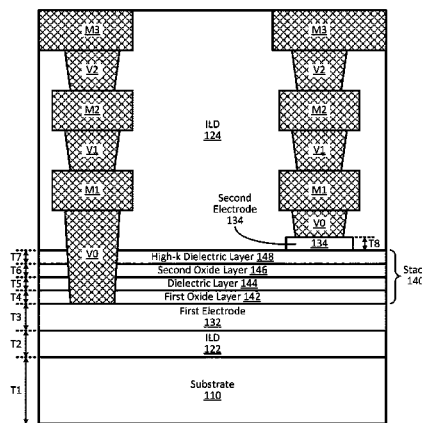 M3 M3
V2 V2
M2 M2
ILD
124
V1 V1
Second
Electrode
134
M1 M1
V0 V0
134 T8
T7 High-k Dielectric Layer 148
T6 Second Oxide Layer 146
T5 Dielectric Layer 144
T4 First Oxide Layer 142
Stac
140
T3 First Electrode
132
T2 ILD
122
T1 Substrate
110